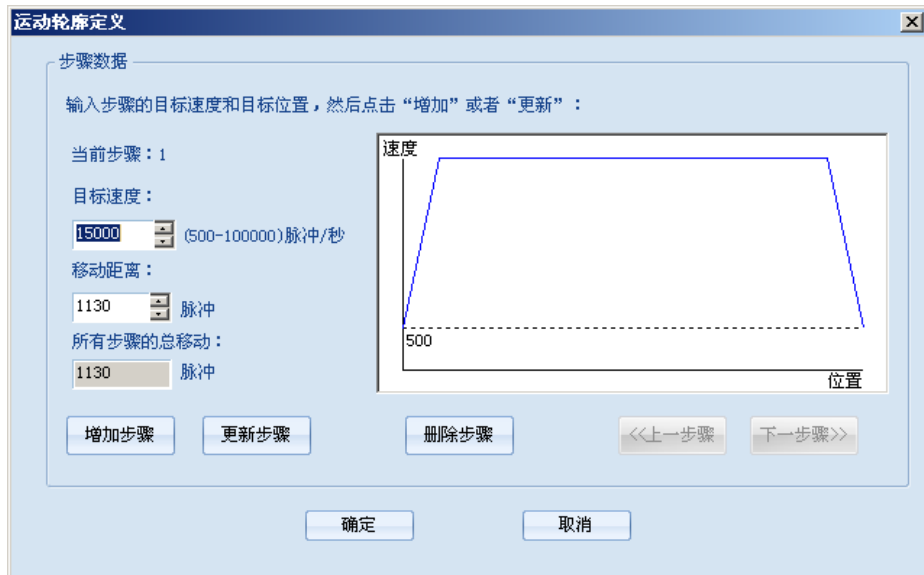 运动轮廓定义
步骤数据
输入步骤的目标速度和目标位置，然后点击“增加”或者“更新”：
当前步骤：1
目标速度：
15000 (500-100000)脉冲/秒
移动距离：
1130 脉冲
所有步骤的总移动：
1130 脉冲
速度
500
位置
增加步骤 更新步骤 删除步骤 <<上一步骤 下一步骤>>
确定 取消